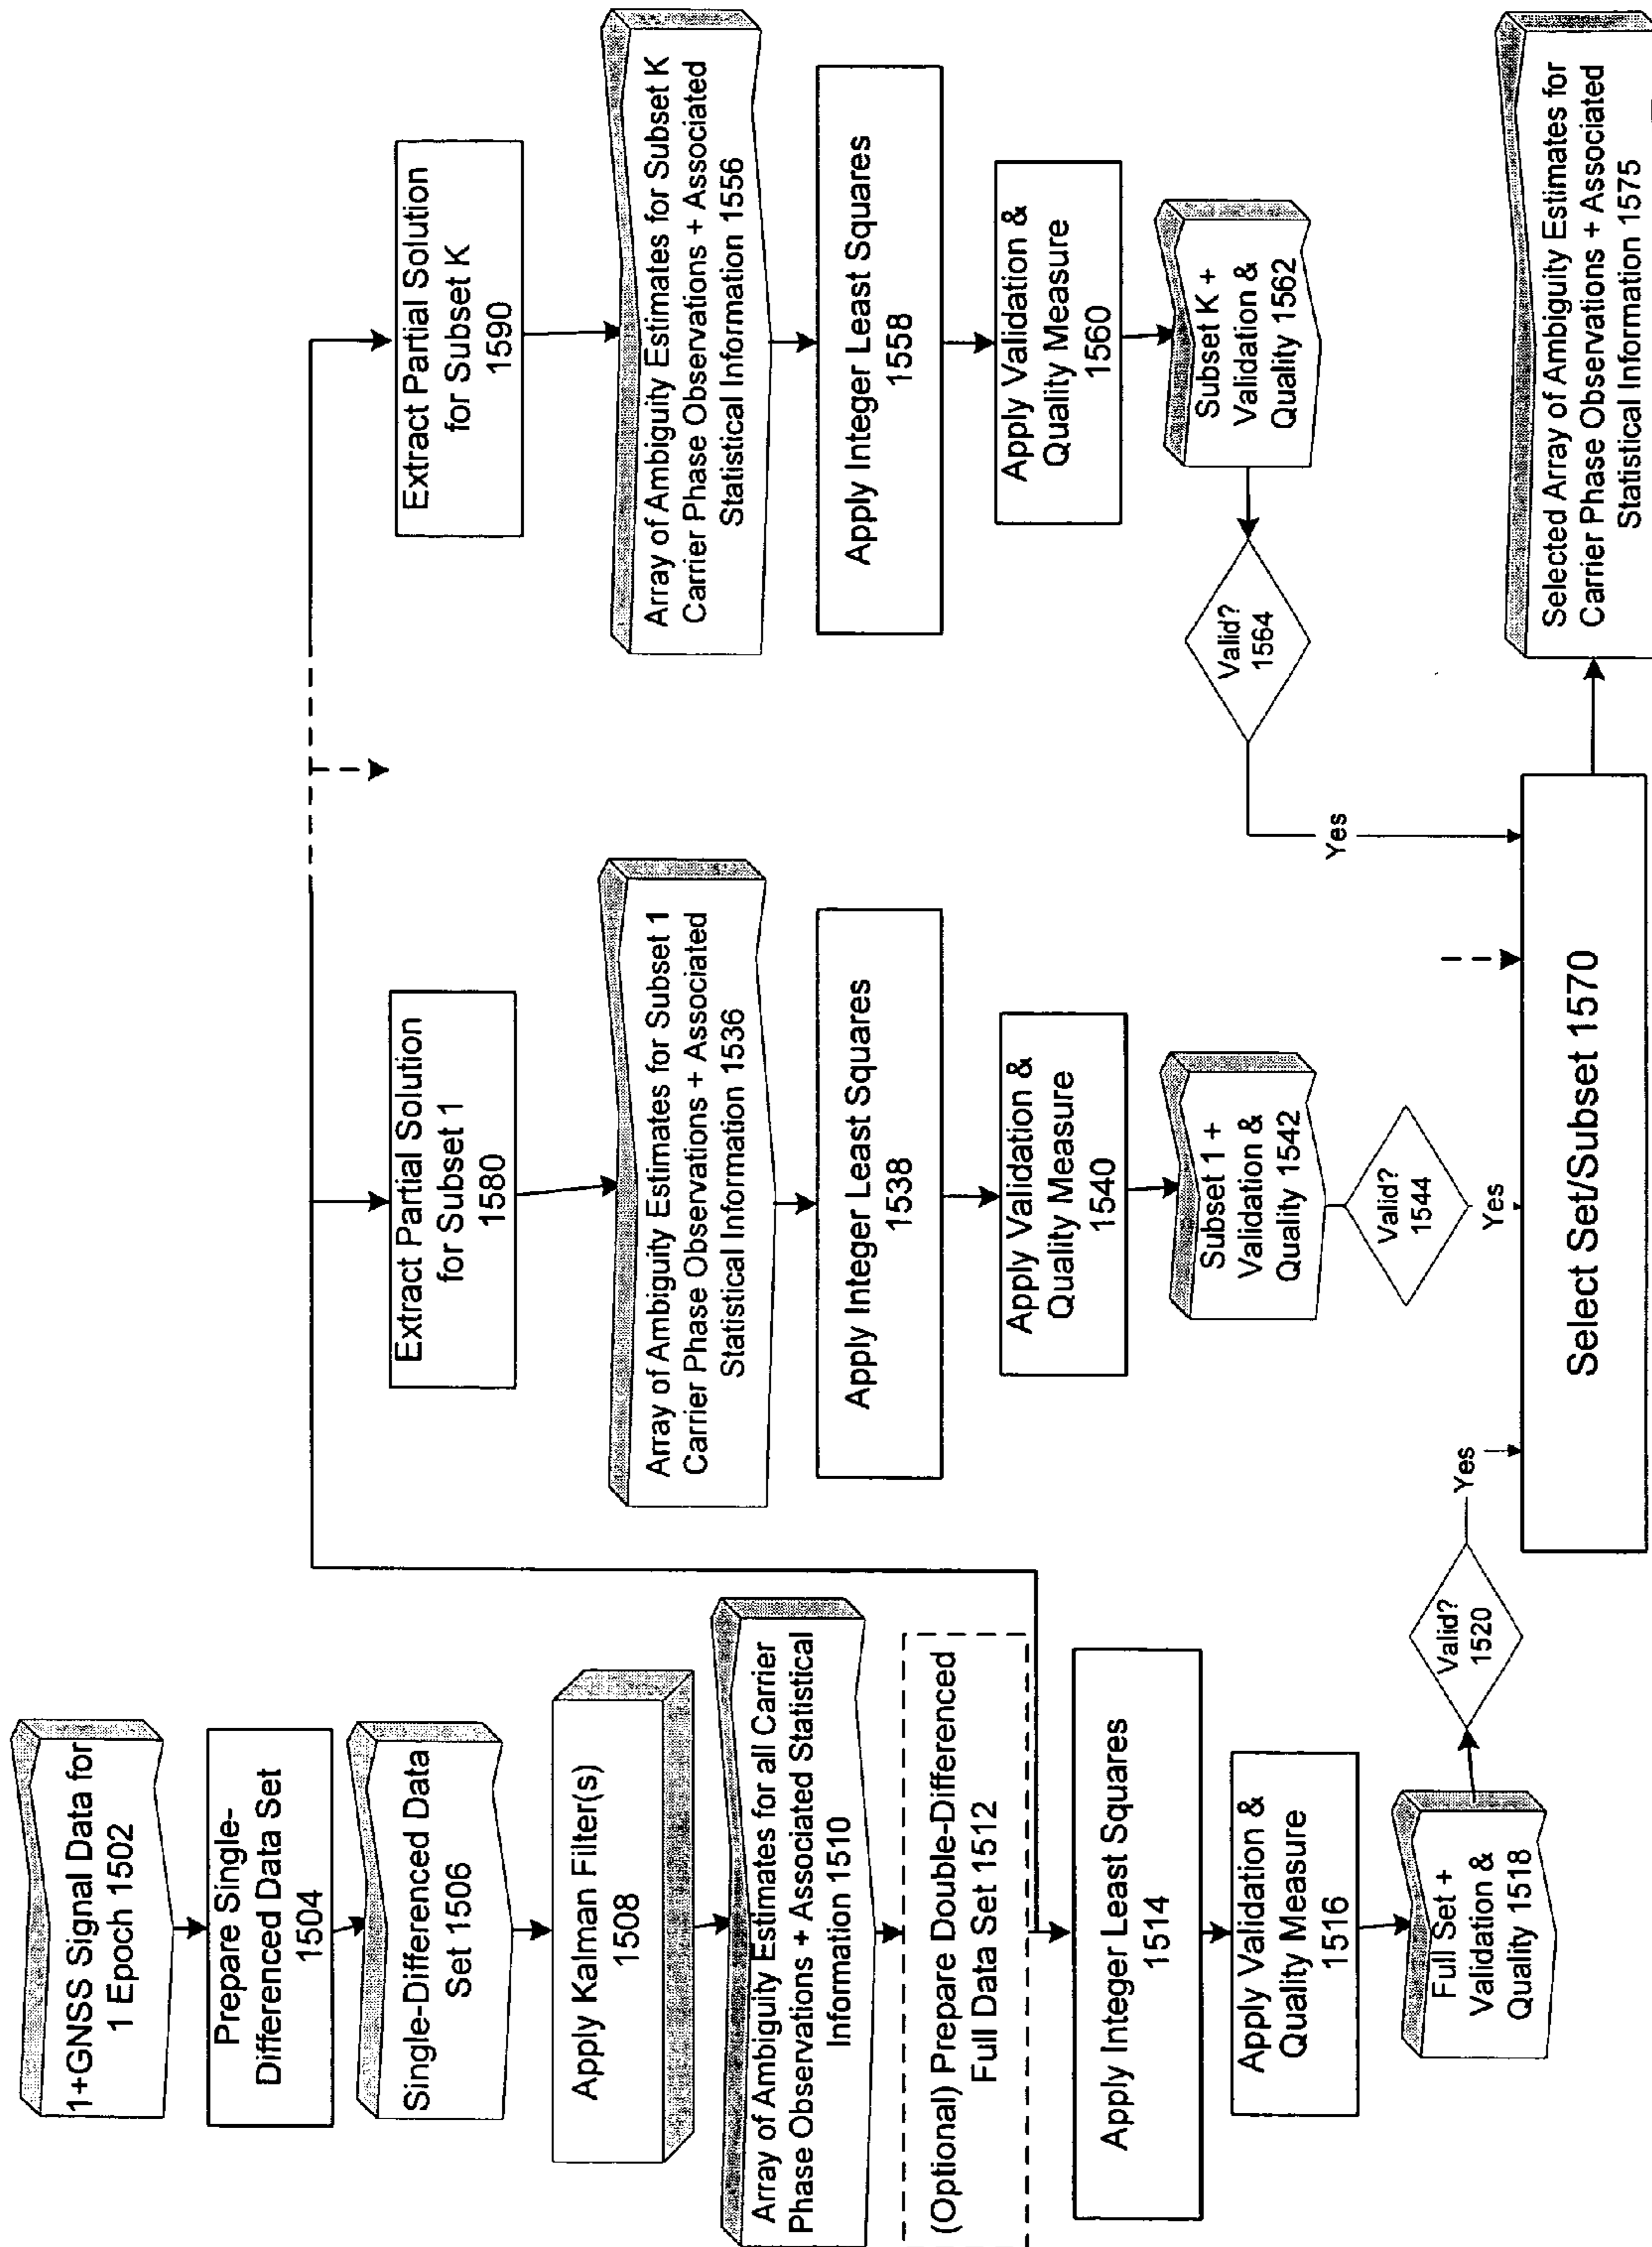 1+GNSS Signal Data for
1 Epoch 1502
Prepare Single-
Differenced Data Set
1504
Single-Differenced Data
Set 1506
Apply Kalman Filter(s)
1508
Array of Ambiguity Estimates for all Carrier
Phase Observations + Associated Statistical
Information 1510
(Optional) Prepare Double-Differenced
Full Data Set 1512
Apply Integer Least Squares
1514
Apply Validation &
Quality Measure
1516
Full Set +
Validation &
Quality 1518
Valid?
1520
Yes
Extract Partial Solution
for Subset 1
1580
Array of Ambiguity Estimates for Subset 1
Carrier Phase Observations + Associated
Statistical Information 1536
Apply Integer Least Squares
1538
Apply Validation &
Quality Measure
1540
Subset 1 +
Validation &
Quality 1542
Valid?
1544
Yes
Extract Partial Solution
for Subset K
1590
Array of Ambiguity Estimates for Subset K
Carrier Phase Observations + Associated
Statistical Information 1556
Apply Integer Least Squares
1558
Apply Validation &
Quality Measure
1560
Subset K +
Validation &
Quality 1562
Valid?
1564
Yes
Select Set/Subset 1570
Selected Array of Ambiguity Estimates for
Carrier Phase Observations + Associated
Statistical Information 1575